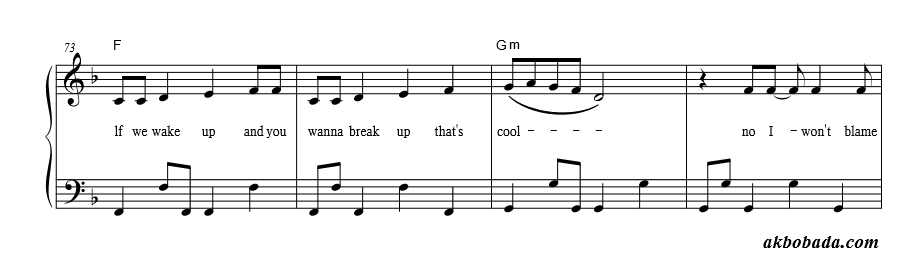 73 F Gm
If we wake up and you wanna break up that's cool - - - - no I - won't blame
akbobada.com